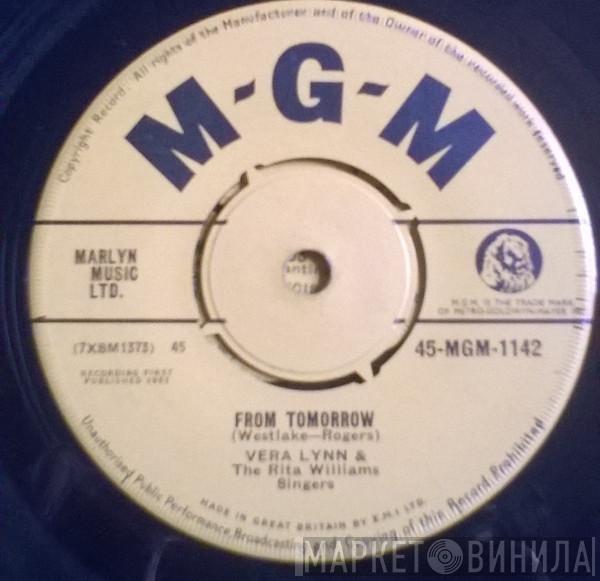 Copyright Record. All rights of the Manufacturer and of the Owner of the recorded work reserved
M-G-M
MARLYN
MUSIC
LTD.
M.G.M. IS THE TRADE MARK
OF METRO-GOLDWYN-MAYER INC
(7XSM1373) 45
45-MGM-1142
RECORDING FIRST
PUBLISHED
FROM TOMORROW
(Westlake—Rogers)
VERA LYNN &
The Rita Williams
Singers
MADE IN GREAT BRITAIN BY E.M.I LTD.
Unauthorised Public Performance Broadcasting and Copying of this Record Prohibited
МАРКЕТ ВИНИЛА